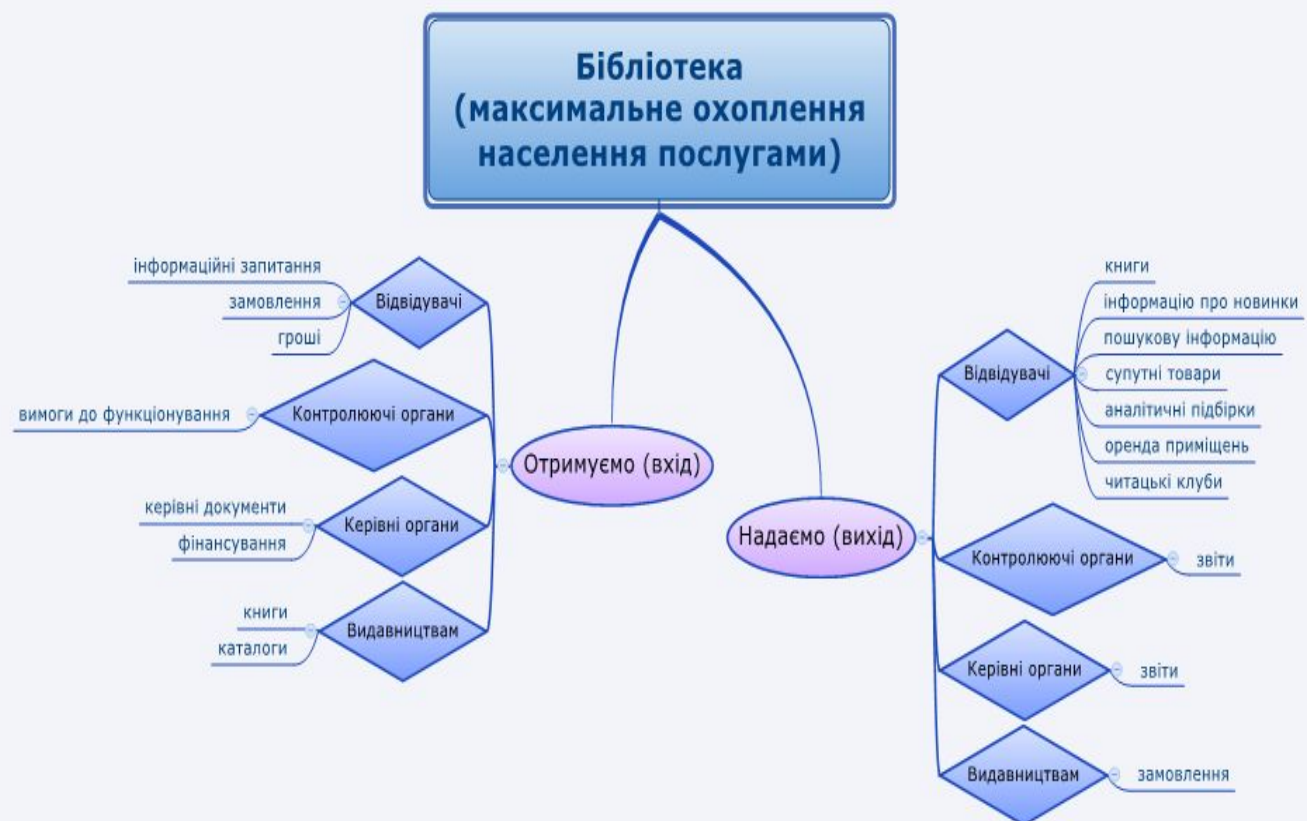 Бібліотека
(максимальне охоплення
населення послугами)
Отримуємо (вхід)
Відвідувачі
інформаційні запитання
замовлення
гроші
Контролюючі органи
вимоги до функціонування
Керівні органи
керівні документи
фінансування
Видавництвам
книги
каталоги
Надаємо (вихід)
Відвідувачі
книги
інформацію про новинки
пошукову інформацію
супутні товари
аналітичні підбірки
оренда приміщень
читацькі клуби
Контролюючі органи
звіти
Керівні органи
звіти
Видавництвам
замовлення